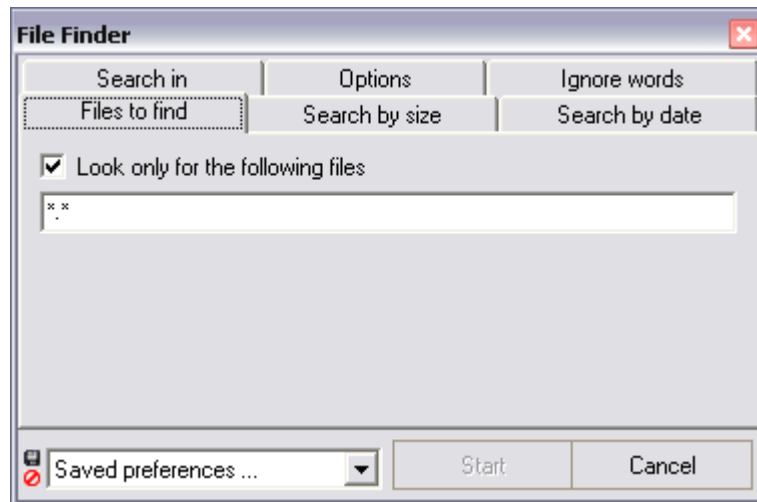 File Finder
Search in Options Ignore words
Files to find Search by size Search by date
Look only for the following files
*.*
Saved preferences ... Start Cancel